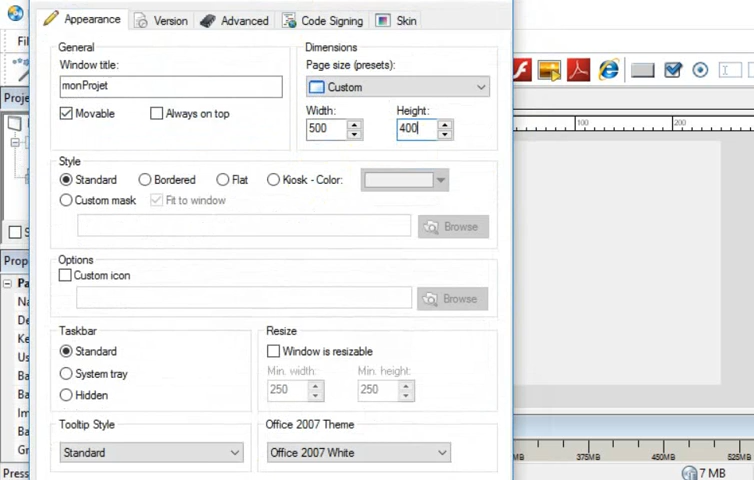 Appearance
Version
Advanced
Code Signing
Skin
General
Window title:
monProjet
Movable
Always on top
Dimensions
Page size (presets):
Custom
Width:
Height:
500
400
Style
Standard
Bordered
Flat
Kiosk - Color:
Custom mask
Fit to window
Browse
Options
Custom icon
Browse
Taskbar
Standard
System tray
Hidden
Resize
Window is resizable
Min. width:
Min. height:
250
250
Tooltip Style
Standard
Office 2007 Theme
Office 2007 White
100
200
375MB
450MB
525MB
7 MB